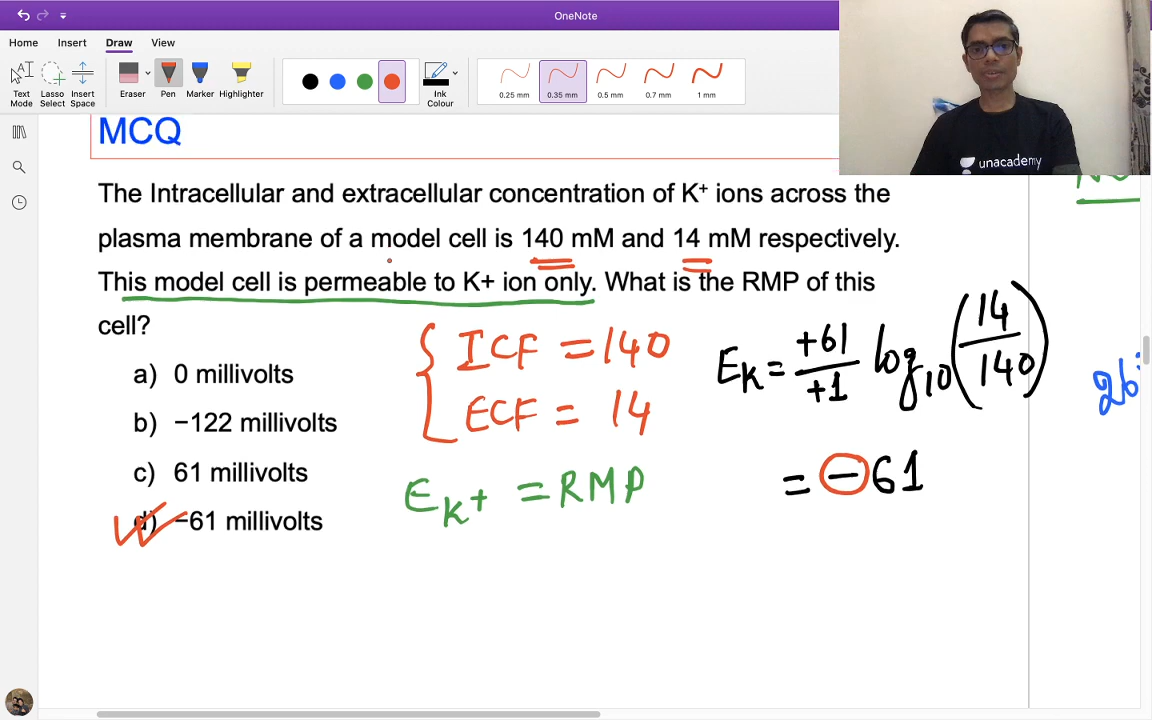 OneNote
Home Insert Draw View
Text Mode
Lasso Select
Insert Space
Eraser
Pen
Marker
Highlighter
Ink Colour
0.25 mm
0.35 mm
0.5 mm
0.7 mm
1 mm
unacademy
MCQ
The Intracellular and extracellular concentration of K+ ions across the
plasma membrane of a model cell is 140 mM and 14 mM respectively.
This model cell is permeable to K+ ion only. What is the RMP of this
cell?
a) 0 millivolts
b) −122 millivolts
c) 61 millivolts
d) −61 millivolts
ICF = 140
ECF = 14
EK+ = RMP
EK = +61/+1 log10 (14/140)
= −61